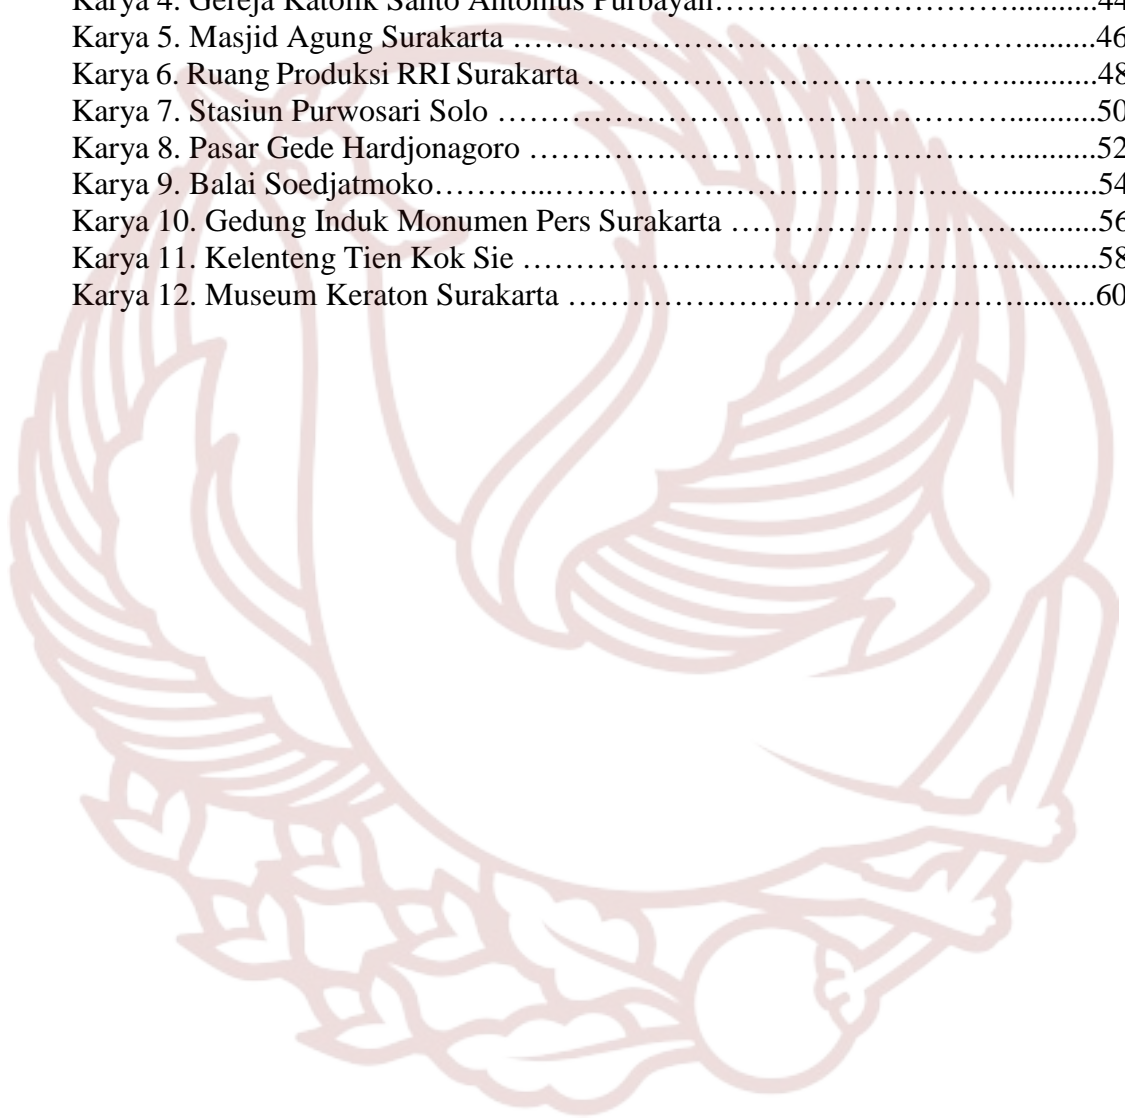 Karya 4. Gereja Katolik Santo Antonius Purbayan…………………………..........44
Karya 5. Masjid Agung Surakarta …………………………………………..........46
Karya 6. Ruang Produksi RRI Surakarta ……………………………………..........48
Karya 7. Stasiun Purwosari Solo ……………………………………………..........50
Karya 8. Pasar Gede Hardjonagoro …………………………………………..........52
Karya 9. Balai Soedjatmoko………...………………………………………..........54
Karya 10. Gedung Induk Monumen Pers Surakarta …………………………..........56
Karya 11. Kelenteng Tien Kok Sie …………………………………………..........58
Karya 12. Museum Keraton Surakarta ………………………………………..........60